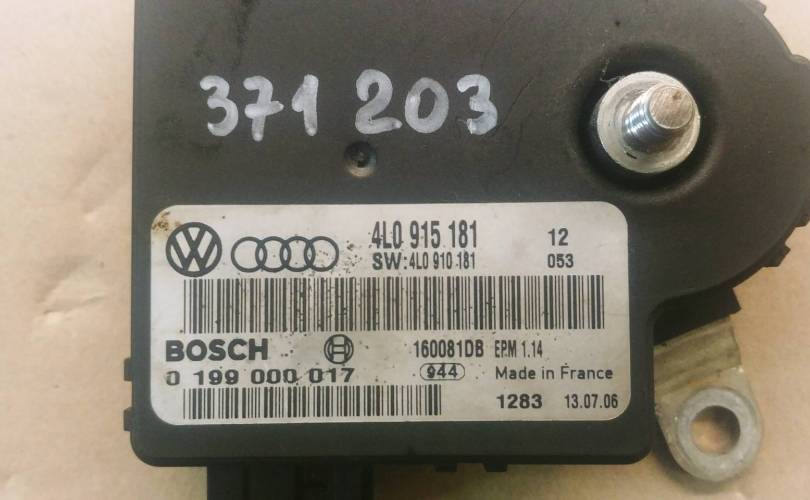 371 203
4L0 915 181 12
SW:4L0 910 181 053
BOSCH 160081DB EPM 1.14
0 199 000 017 944 Made in France
1283 13.07.06